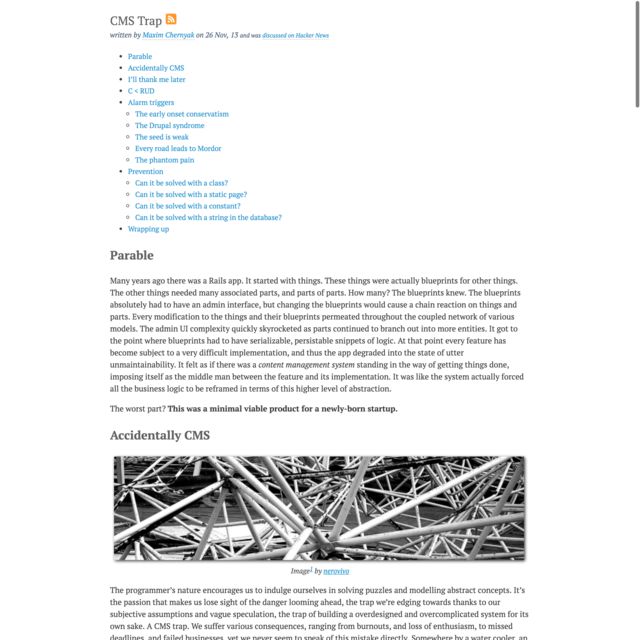 CMS Trap
written by Maxim Chernyak on 26 Nov, 13 and was discussed on Hacker News
Parable
Accidentally CMS
I'll thank me later
C < RUD
Alarm triggers
The early onset conservatism
The Drupal syndrome
The seed is weak
Every road leads to Mordor
The phantom pain
Prevention
Can it be solved with a class?
Can it be solved with a static page?
Can it be solved with a constant?
Can it be solved with a string in the database?
Wrapping up
Parable
Many years ago there was a Rails app. It started with things. These things were actually blueprints for other things.
The other things needed many associated parts, and parts of parts. How many? The blueprints knew. The blueprints
absolutely had to have an admin interface, but changing the blueprints would cause a chain reaction on things and
parts. Every modification to the things and their blueprints permeated throughout the coupled network of various
models. The admin UI complexity quickly skyrocketed as parts continued to branch out into more entities. It got to
the point where blueprints had to have serializable, persistable snippets of logic. At that point every feature has
become subject to a very difficult implementation, and thus the app degraded into the state of utter
unmaintainability. It felt as if there was a content management system standing in the way of getting things done,
imposing itself as the middle man between the feature and its implementation. It was like the system actually forced
all the business logic to be reframed in terms of this higher level of abstraction.
The worst part? This was a minimal viable product for a newly-born startup.
Accidentally CMS
Image1 by nerovivo
The programmer's nature encourages us to indulge ourselves in solving puzzles and modelling abstract concepts. It's
the passion that makes us lose sight of the danger looming ahead, the trap we're edging towards thanks to our
subjective assumptions and vague speculation, the trap of building a overdesigned and overcomplicated system for its
own sake. A CMS trap. We suffer various consequences, ranging from burnouts, and loss of enthusiasm, to missed
deadlines, and failed businesses, yet we never seem to speak of this mistake directly. Somewhere by a water cooler, an